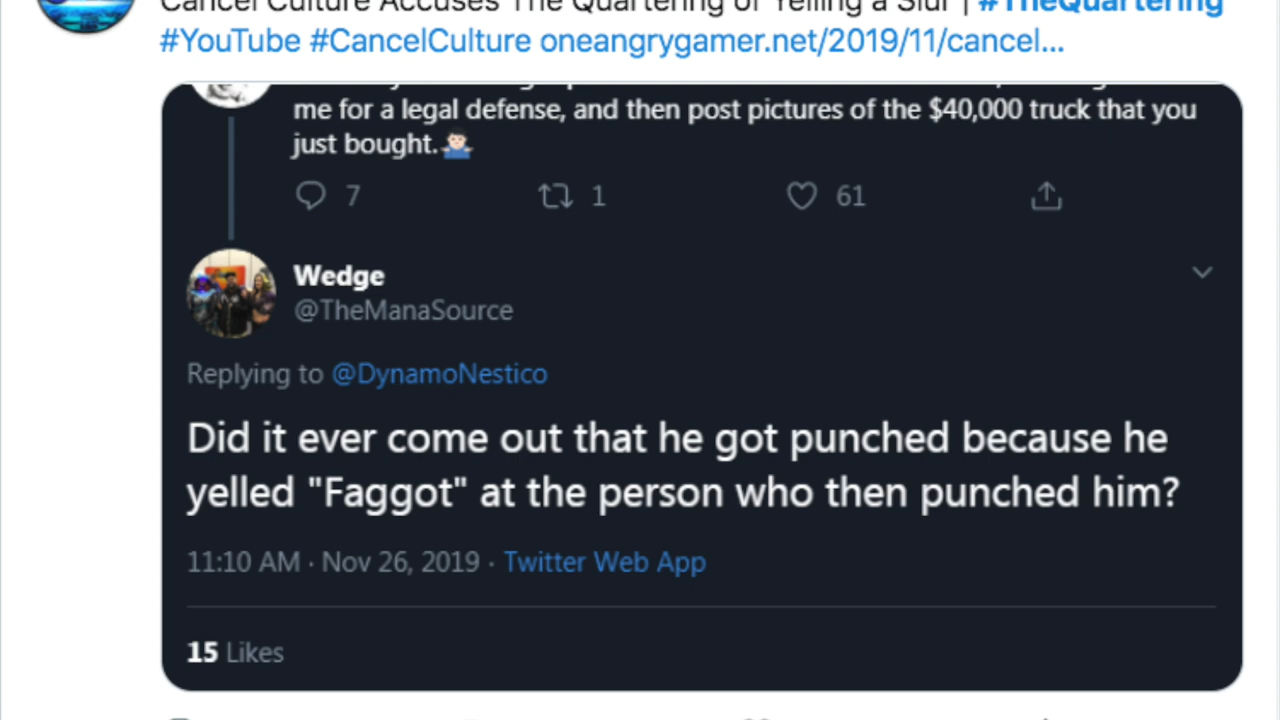 Cancel Culture Accuses The Quartering of Yelling a Slur | #TheQuartering
#YouTube #CancelCulture oneangrygamer.net/2019/11/cancel...
me for a legal defense, and then post pictures of the $40,000 truck that you
just bought.🤷🏻‍♂️
7 1 61
Wedge
@TheManaSource
Replying to @DynamoNestico
Did it ever come out that he got punched because he
yelled "Faggot" at the person who then punched him?
11:10 AM · Nov 26, 2019 · Twitter Web App
15 Likes